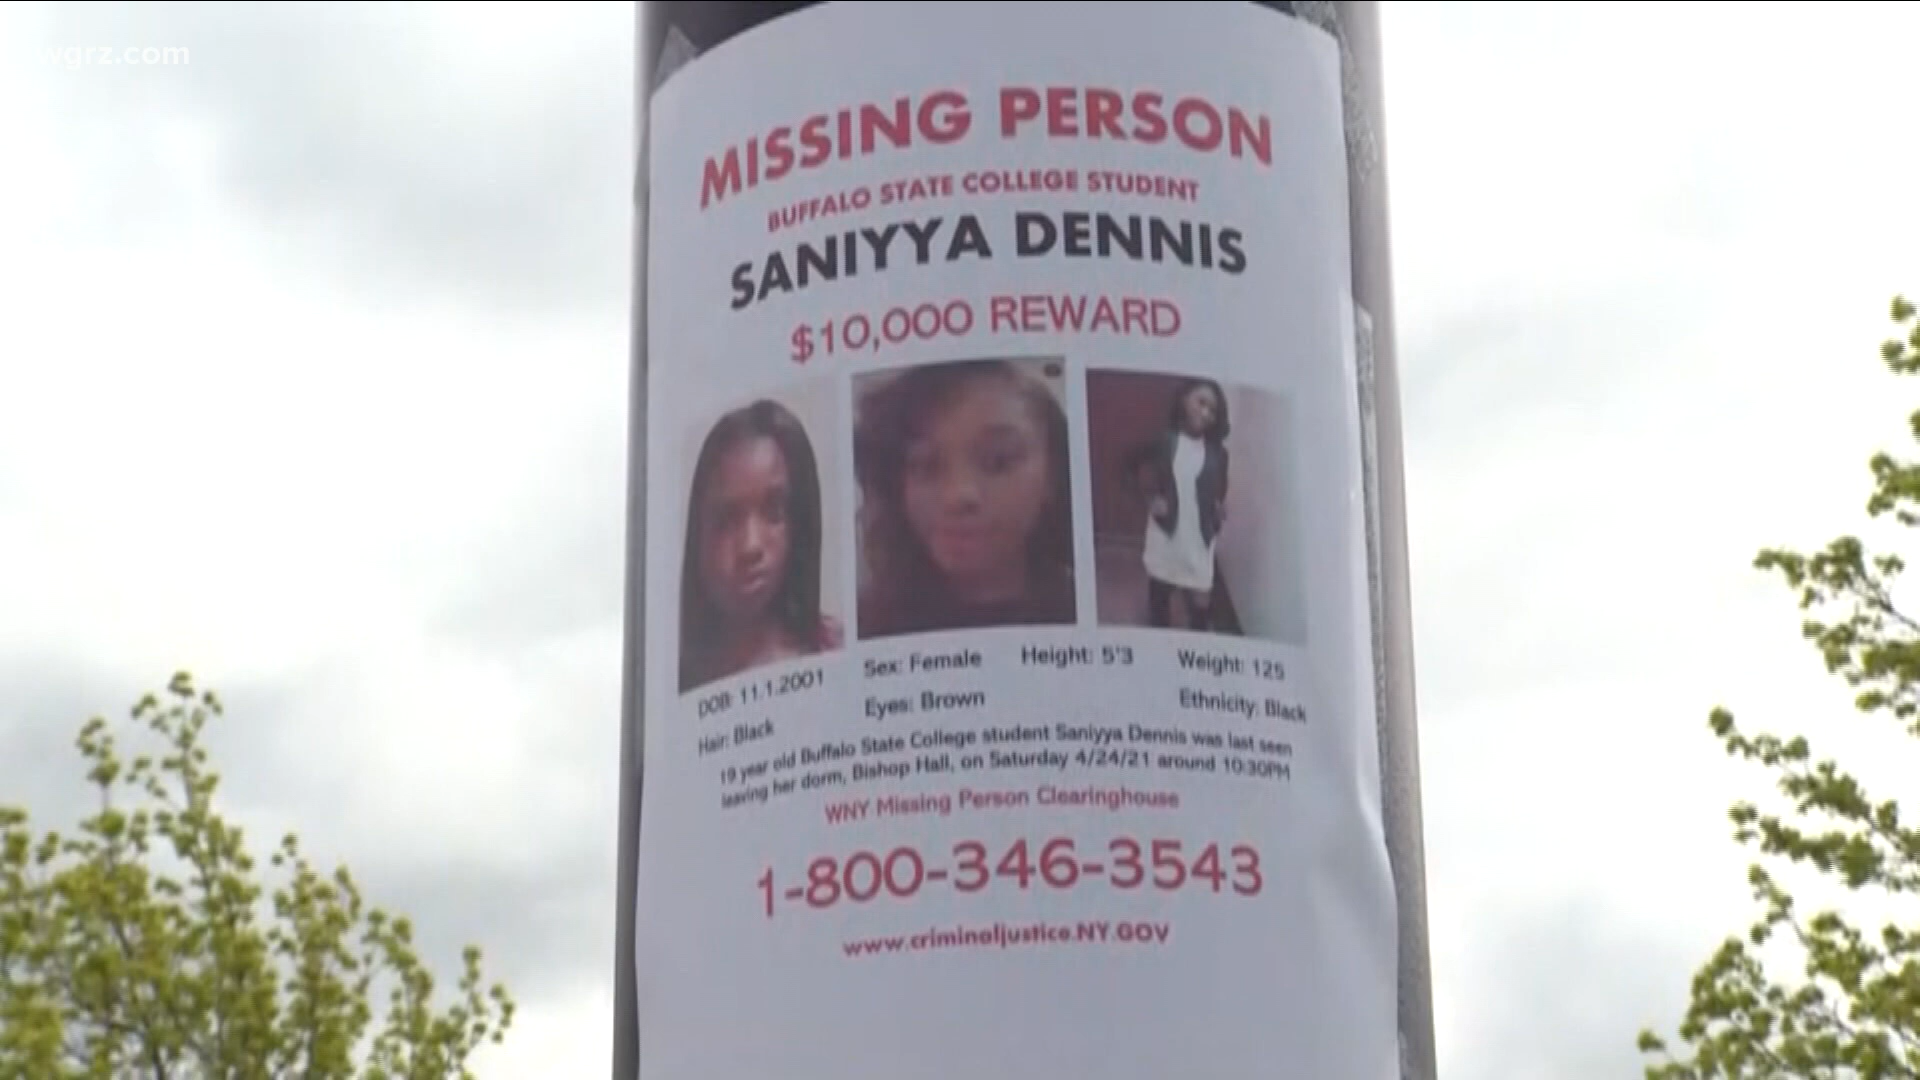 wgrz.com
MISSING PERSON
BUFFALO STATE COLLEGE STUDENT
SANIYYA DENNIS
$10,000 REWARD
DOB: 11.1.2001 Sex: Female Height: 5'3 Weight: 125
Hair: Black Eyes: Brown Ethnicity: Black
19 year old Buffalo State College student Saniyya Dennis was last seen
leaving her dorm, Bishop Hall, on Saturday 4/24/21 around 10:30PM
WNY Missing Person Clearinghouse
1-800-346-3543
www.criminaljustice.NY.GOV